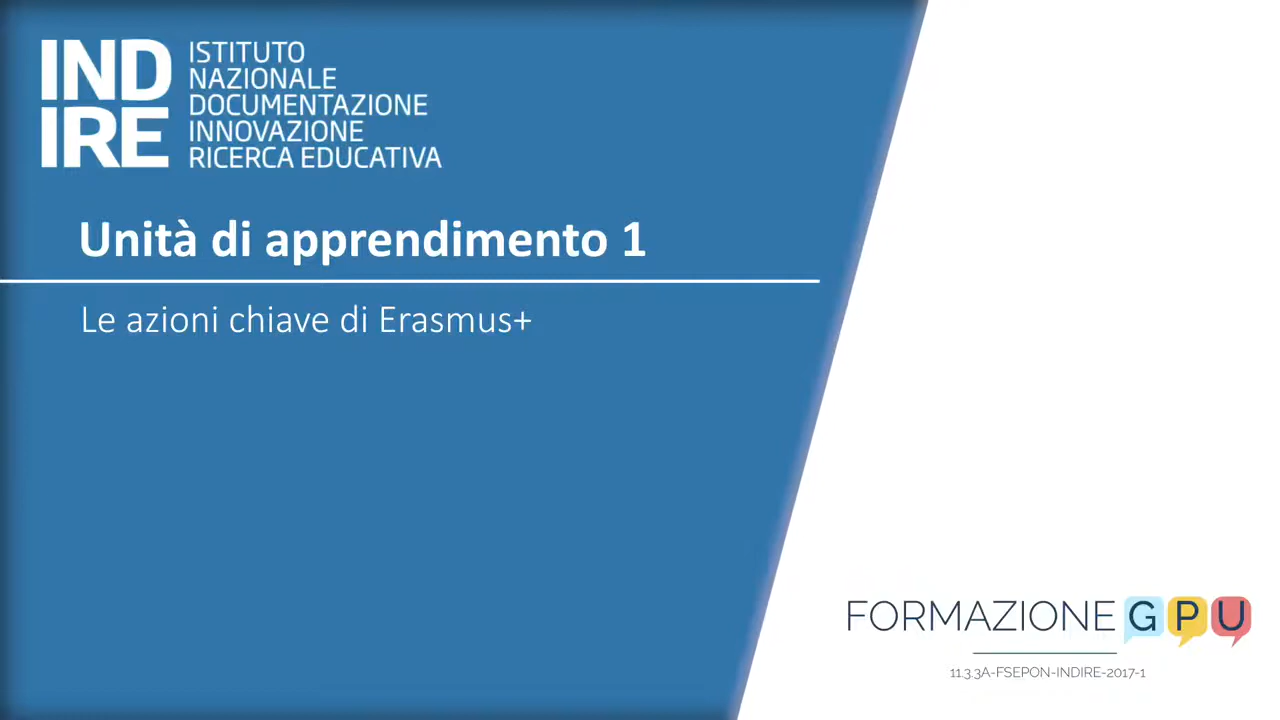 IND
IRE
ISTITUTO
NAZIONALE
DOCUMENTAZIONE
INNOVAZIONE
RICERCA EDUCATIVA
Unità di apprendimento 1
Le azioni chiave di Erasmus+
FORMAZIONE GPU
11.3.3A-FSEPON-INDIRE-2017-1